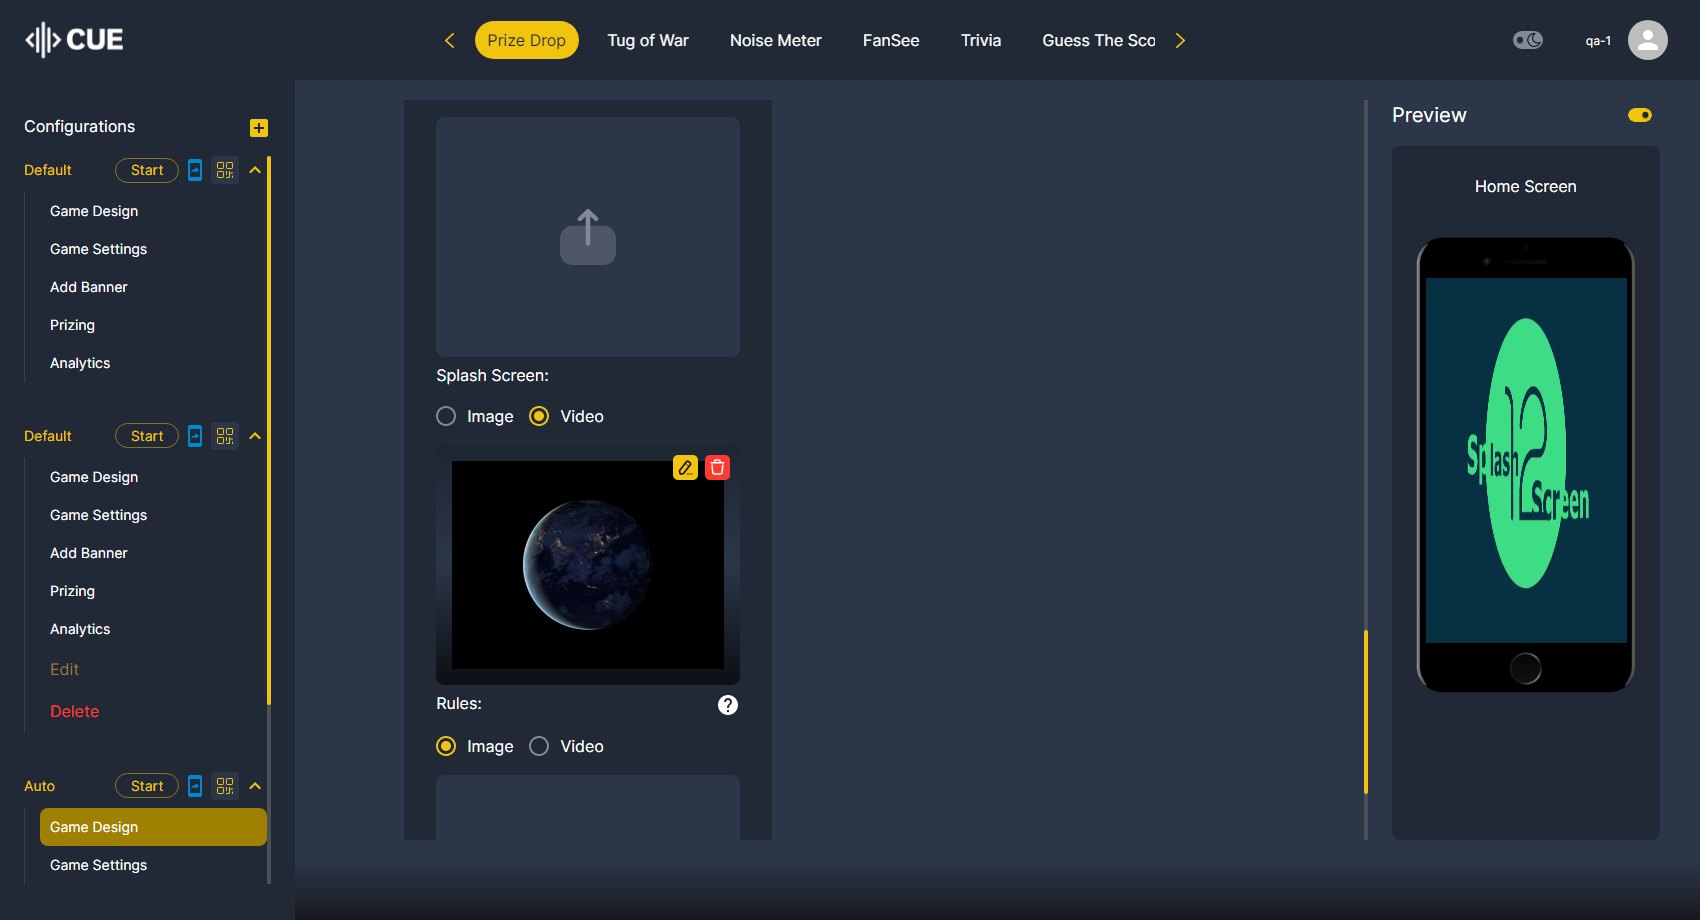 CUE
Prize Drop
Tug of War
Noise Meter
FanSee
Trivia
Guess The Sco
qa-1
Configurations
Default
Start
Game Design
Game Settings
Add Banner
Prizing
Analytics
Default
Start
Game Design
Game Settings
Add Banner
Prizing
Analytics
Edit
Delete
Auto
Start
Game Design
Game Settings
Splash Screen:
Image
Video
Rules:
?
Image
Video
Preview
Home Screen
12
Splash
Screen